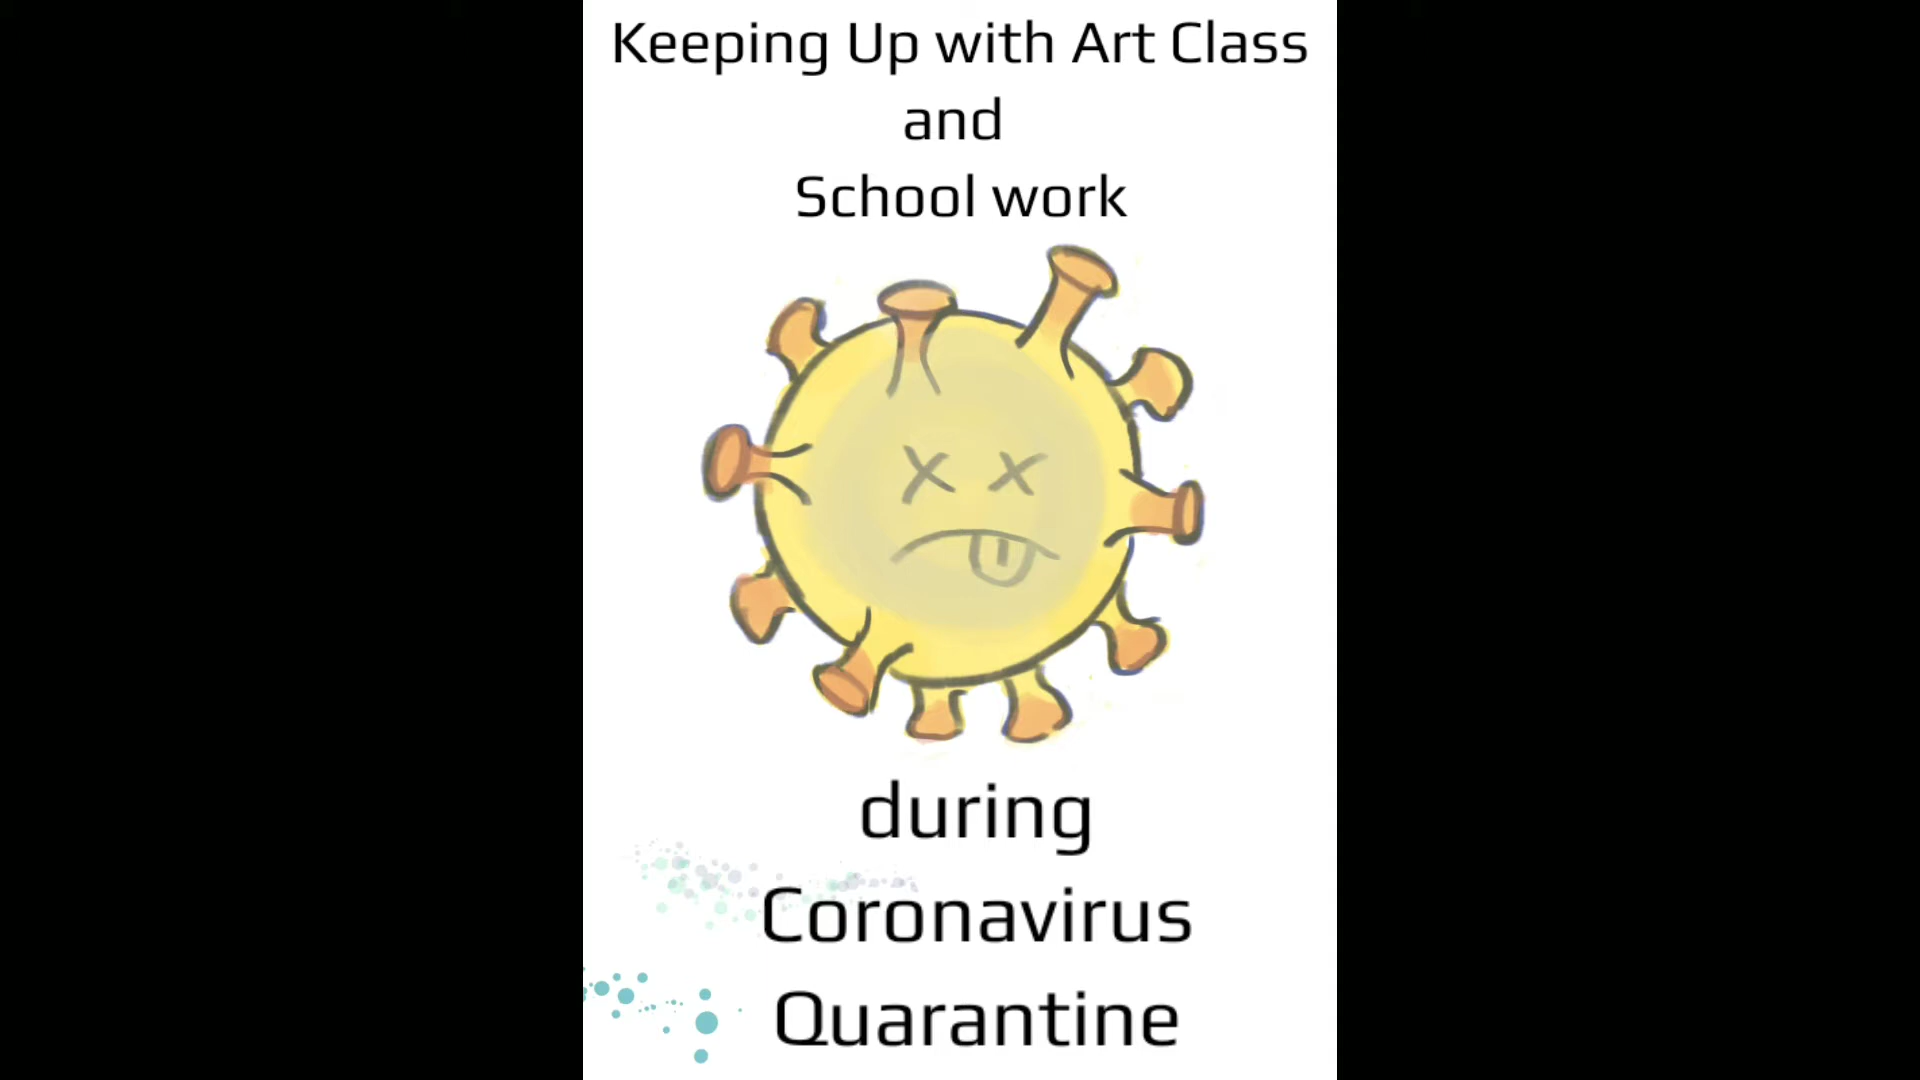 Keeping Up with Art Class
and
School work
during
Coronavirus
Quarantine